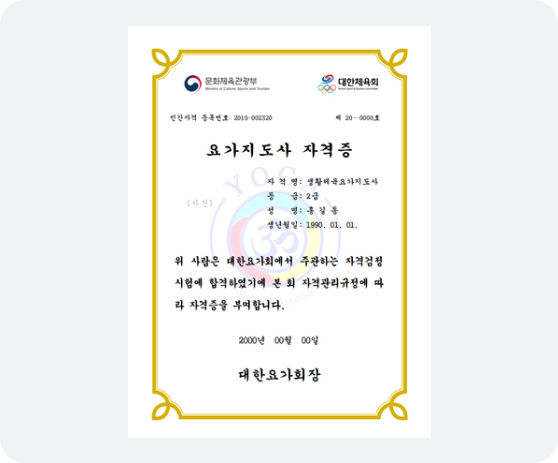 문화체육관광부
Ministry of Culture, Sports and Tourism
대한체육회
Korean Sport & Olympic Committee
민간자격 등록번호: 2018-002320
제 20-0000호
요가지도사 자격증
(사 진)
YOGA
자 격 명: 생활체육요가지도사
등 급: 2급
성 명: 홍 길 동
생년월일: 1990. 01. 01.
위 사람은 대한요가회에서 주관하는 자격검정
시험에 합격하였기에 본 회 자격관리규정에 따
라 자격증을 부여합니다.
2000년 00월 00일
대한요가회장